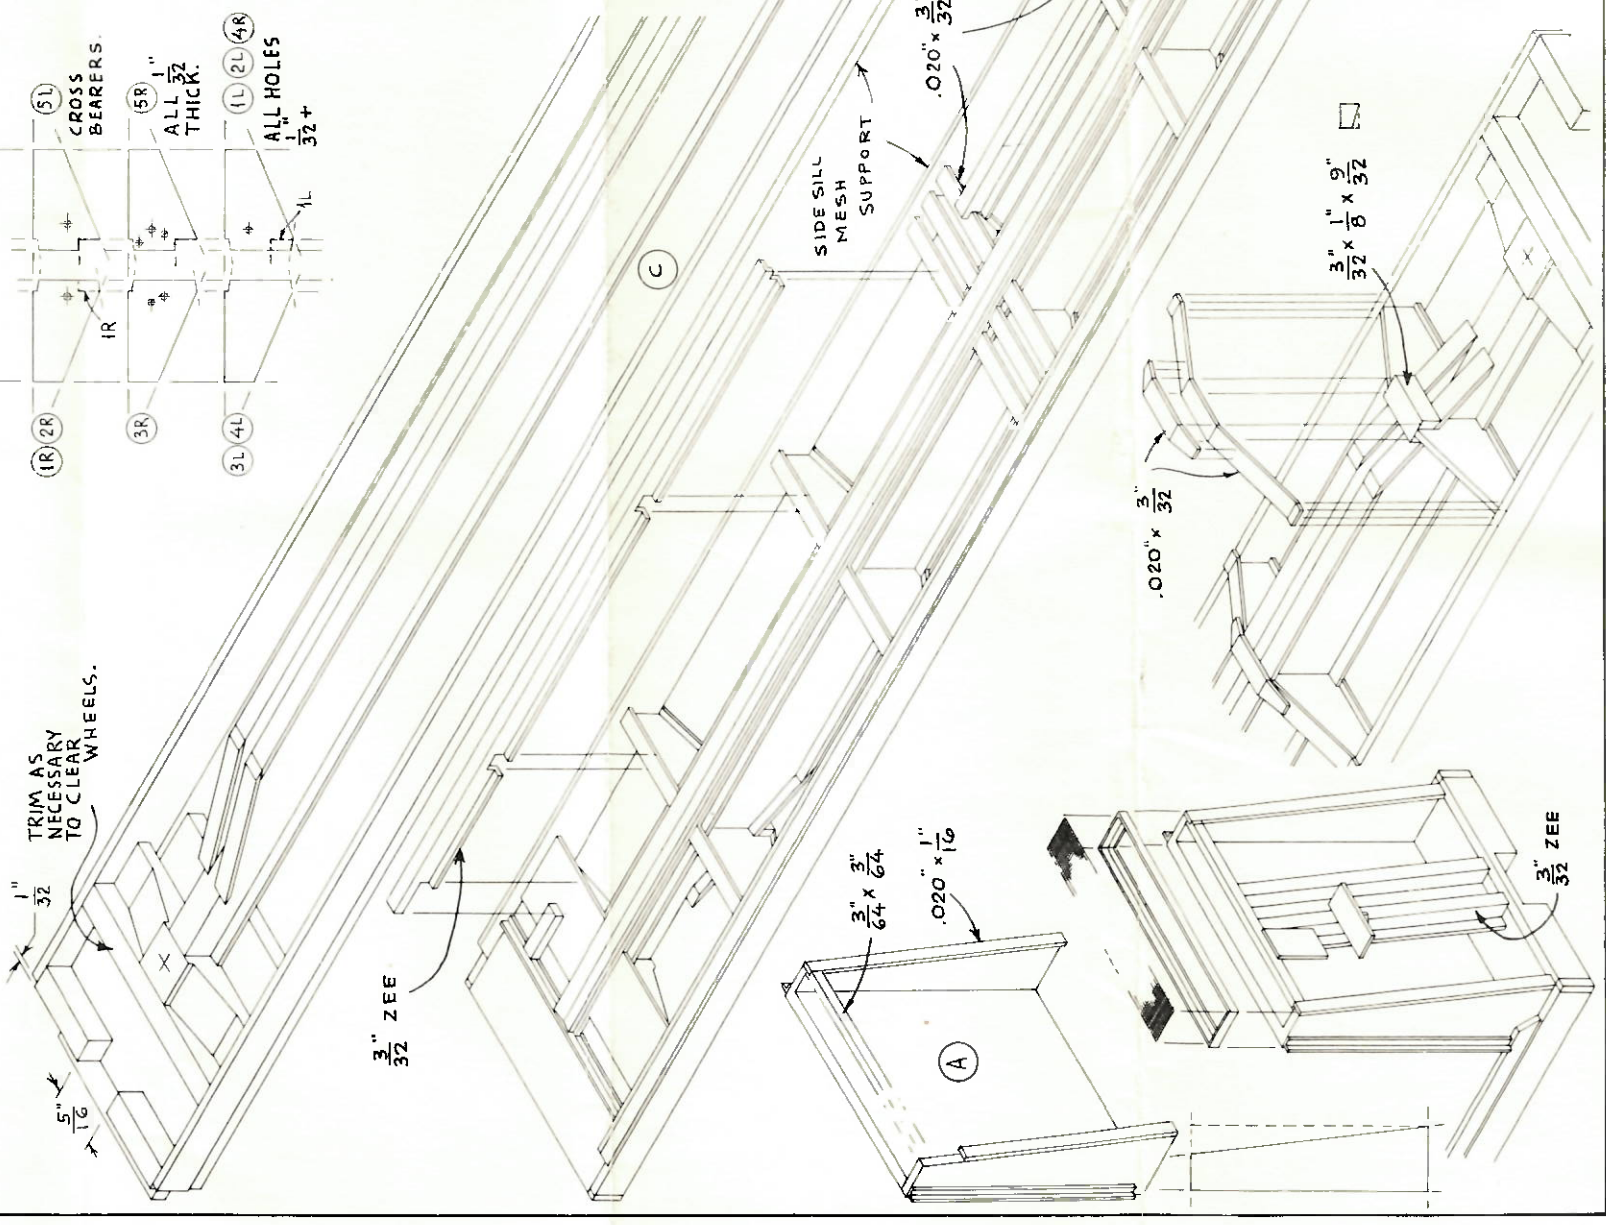 1R 2R
5L
CROSS
BEARERS.
1R
3R
5R
ALL 1"/32
THICK.
3L 4L
1L 2L 4R
ALL HOLES
1"/32 +
1L
TRIM AS
NECESSARY
TO CLEAR
WHEELS.
1"/32
5"/16
X
C
SIDE SILL
MESH
SUPPORT
.020" x 3/32
3"/32 ZEE
3"/64 x 3"/64
.020" x 1"/16
A
3"/32 ZEE
.020" x 3"/32
3"/32 x 1"/8 x 9"/32
X